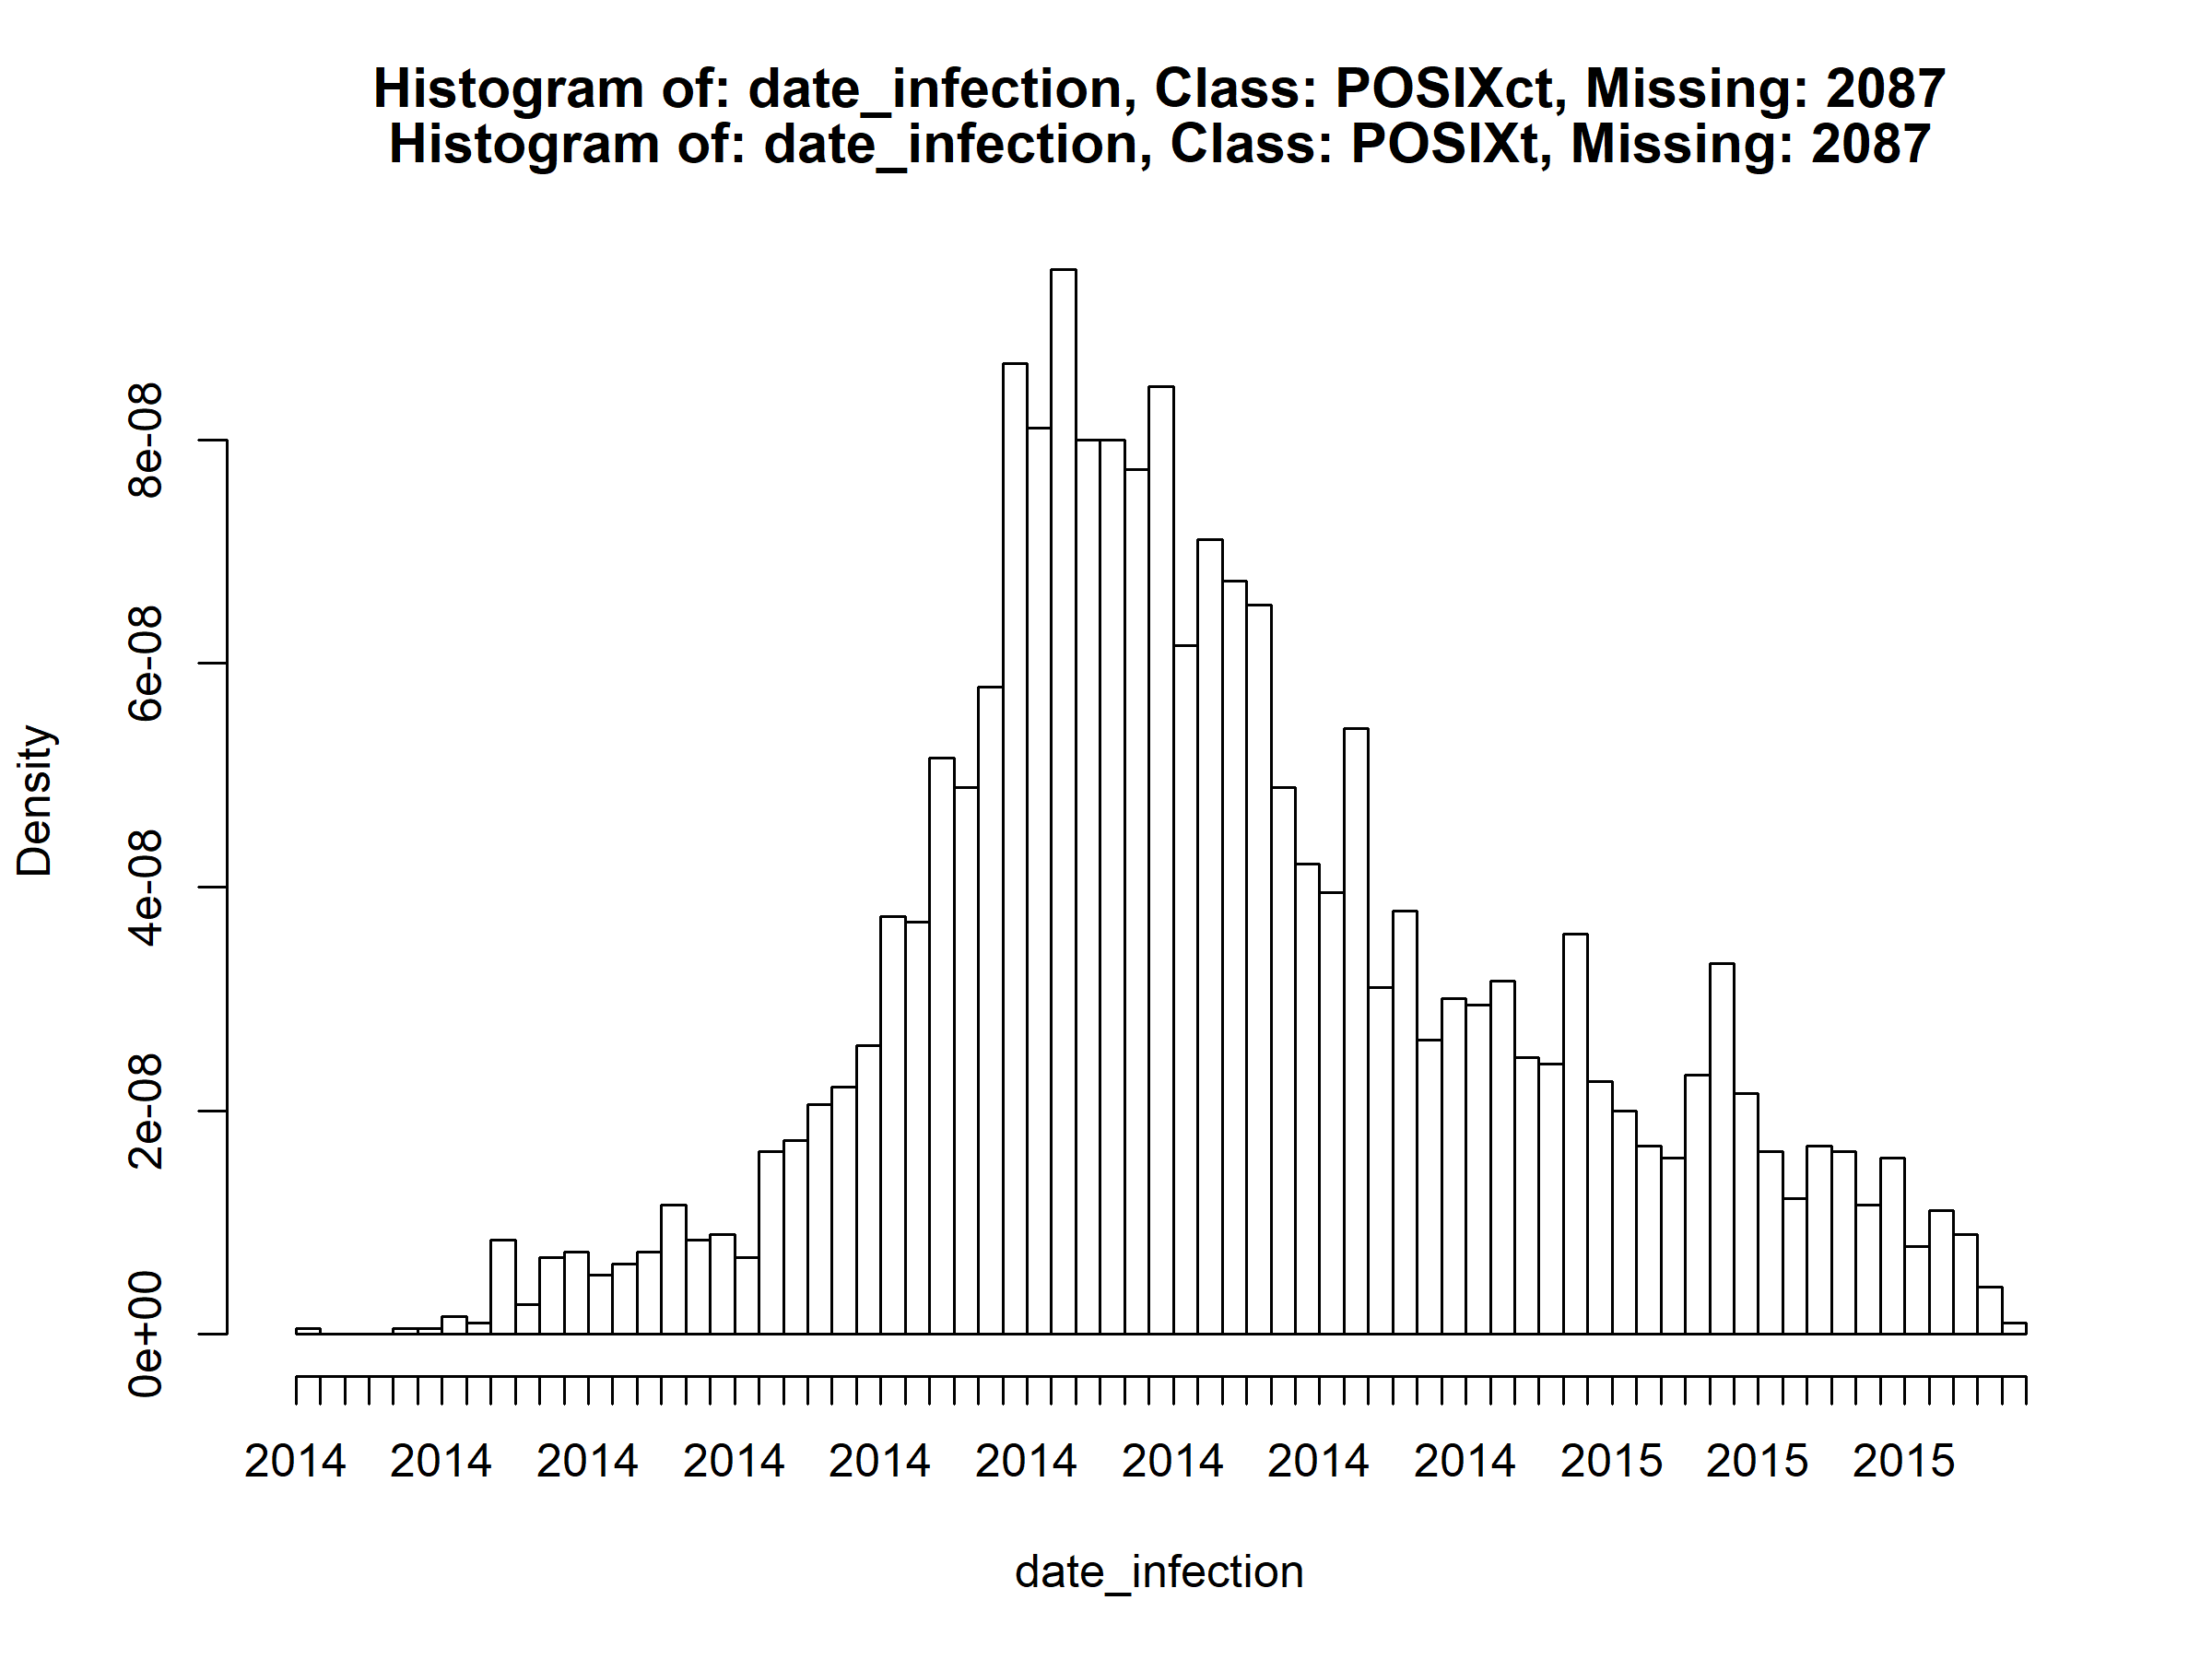 Histogram of: date_infection, Class: POSIXct, Missing: 2087
Histogram of: date_infection, Class: POSIXt, Missing: 2087
Density
8e-08
6e-08
4e-08
2e-08
0e+00
2014 2014 2014 2014 2014 2014 2014 2014 2014 2015 2015 2015
date_infection